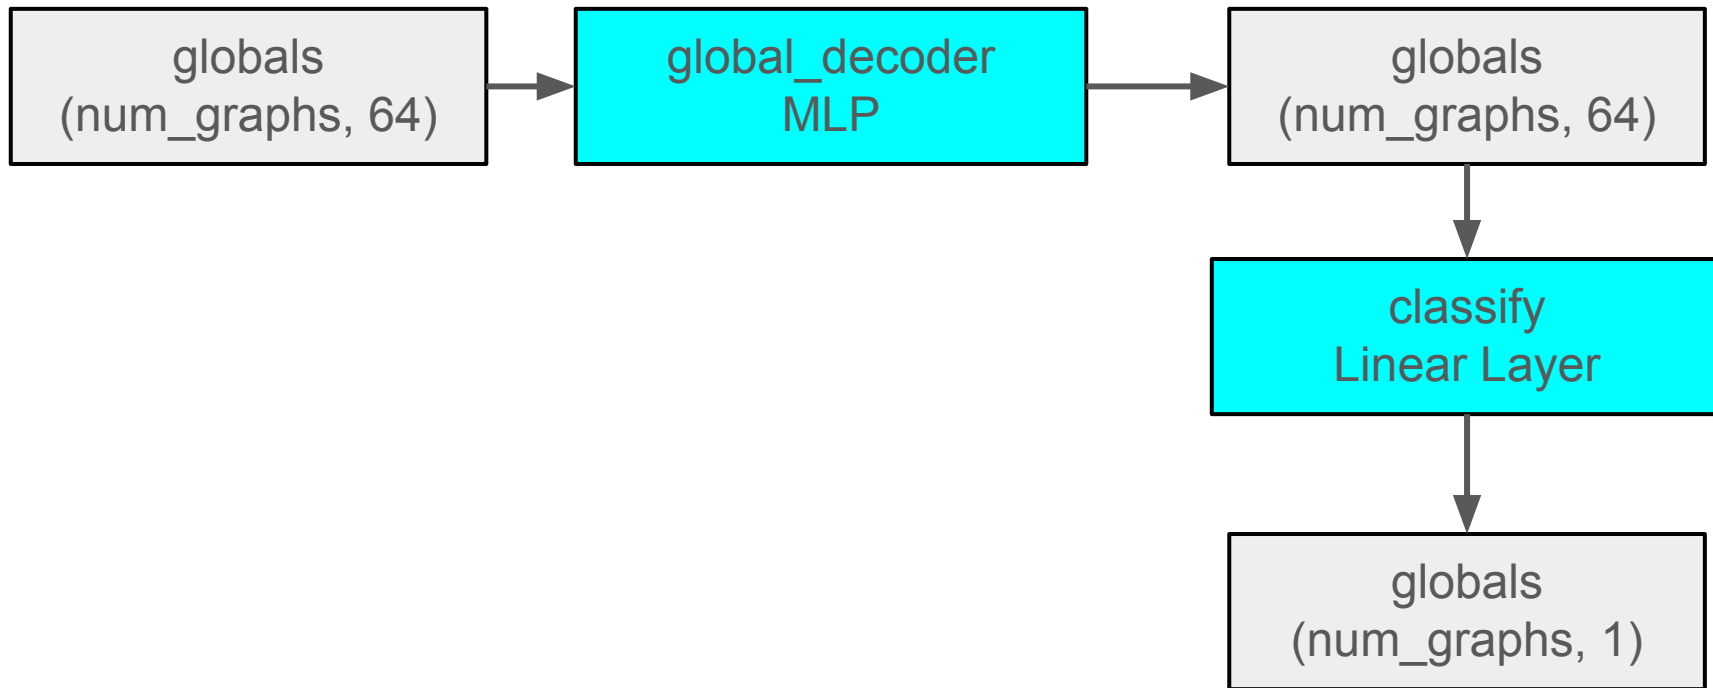 globals
(num_graphs, 64)
global_decoder
MLP
globals
(num_graphs, 64)
classify
Linear Layer
globals
(num_graphs, 1)